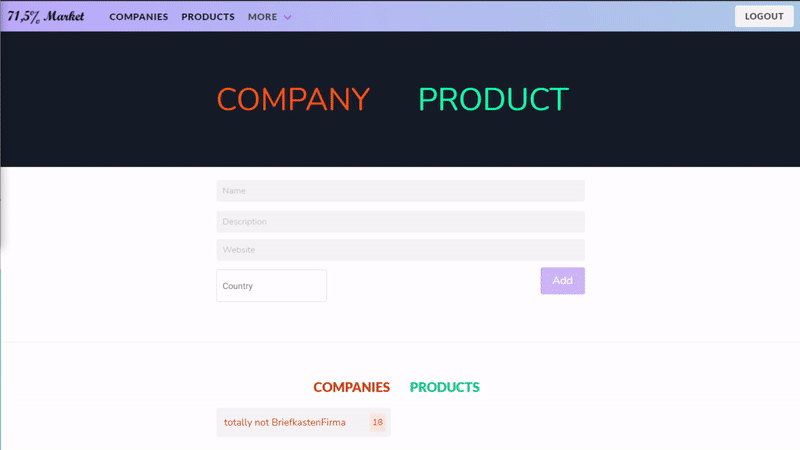 71,5% Market COMPANIES PRODUCTS MORE LOGOUT
COMPANY PRODUCT
Name
Description
Website
Country Add
COMPANIES PRODUCTS
totally not BriefkastenFirma 18